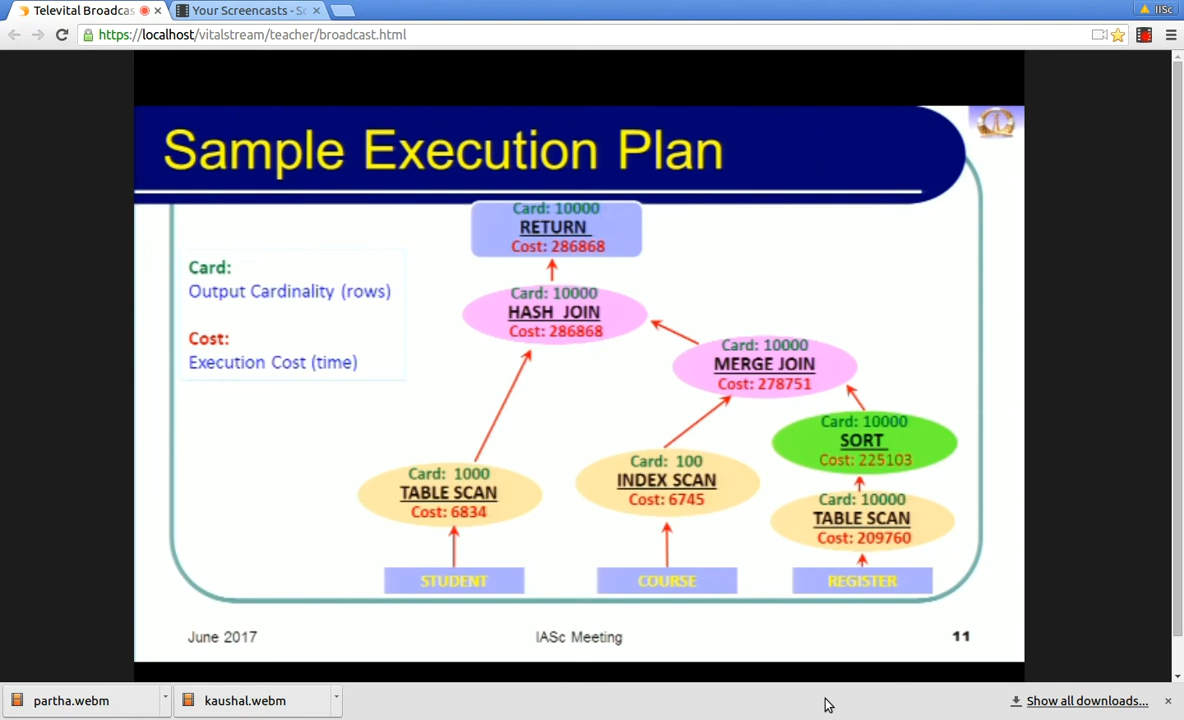 Televital Broadcas
Your Screencasts - Sc
IISc
https://localhost/vitalstream/teacher/broadcast.html
Sample Execution Plan
Card: 10000
RETURN
Cost: 286868
Card:
Output Cardinality (rows)
Cost:
Execution Cost (time)
Card: 10000
HASH JOIN
Cost: 286868
Card: 10000
MERGE JOIN
Cost: 278751
Card: 10000
SORT
Cost: 225103
Card: 1000
TABLE SCAN
Cost: 6834
Card: 100
INDEX SCAN
Cost: 6745
Card: 10000
TABLE SCAN
Cost: 209760
STUDENT
COURSE
REGISTER
June 2017
IASc Meeting
11
partha.webm
kaushal.webm
Show all downloads...